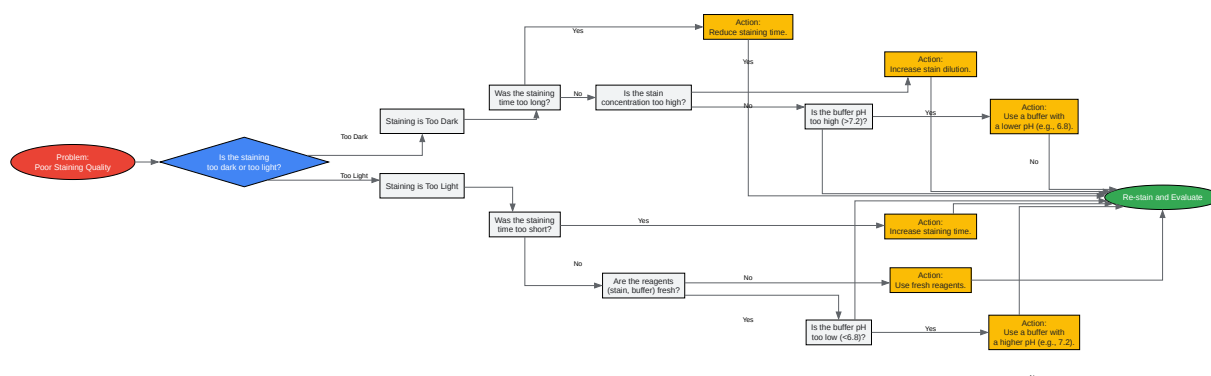 Problem:
Poor Staining Quality
Is the staining
too dark or too light?
Too Dark
Too Light
Staining is Too Dark
Staining is Too Light
Was the staining
time too long?
Yes
No
Action:
Reduce staining time.
Is the stain
concentration too high?
Yes
No
Action:
Increase stain dilution.
Is the buffer pH
too high (>7.2)?
Yes
No
Action:
Use a buffer with
a lower pH (e.g., 6.8).
Was the staining
time too short?
Yes
No
Action:
Increase staining time.
Are the reagents
(stain, buffer) fresh?
No
Yes
Action:
Use fresh reagents.
Is the buffer pH
too low (<6.8)?
Yes
Action:
Use a buffer with
a higher pH (e.g., 7.2).
Re-stain and Evaluate